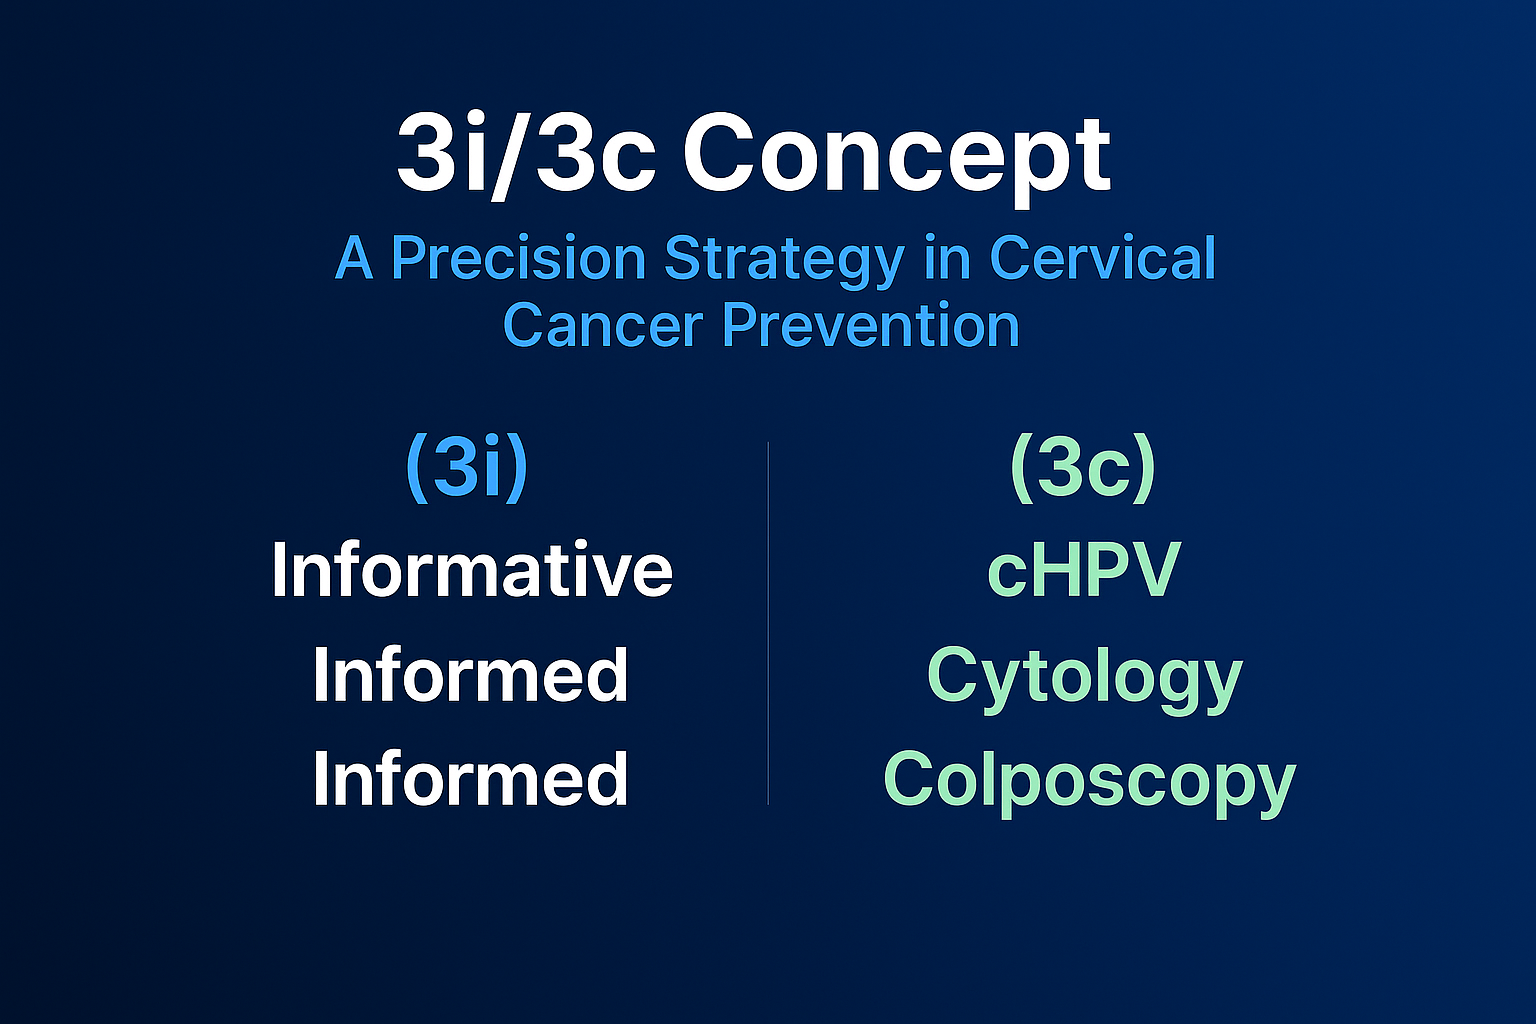 3i/3c Concept
A Precision Strategy in Cervical
Cancer Prevention
(3i)
Informative
Informed
Informed
(3c)
cHPV
Cytology
Colposcopy